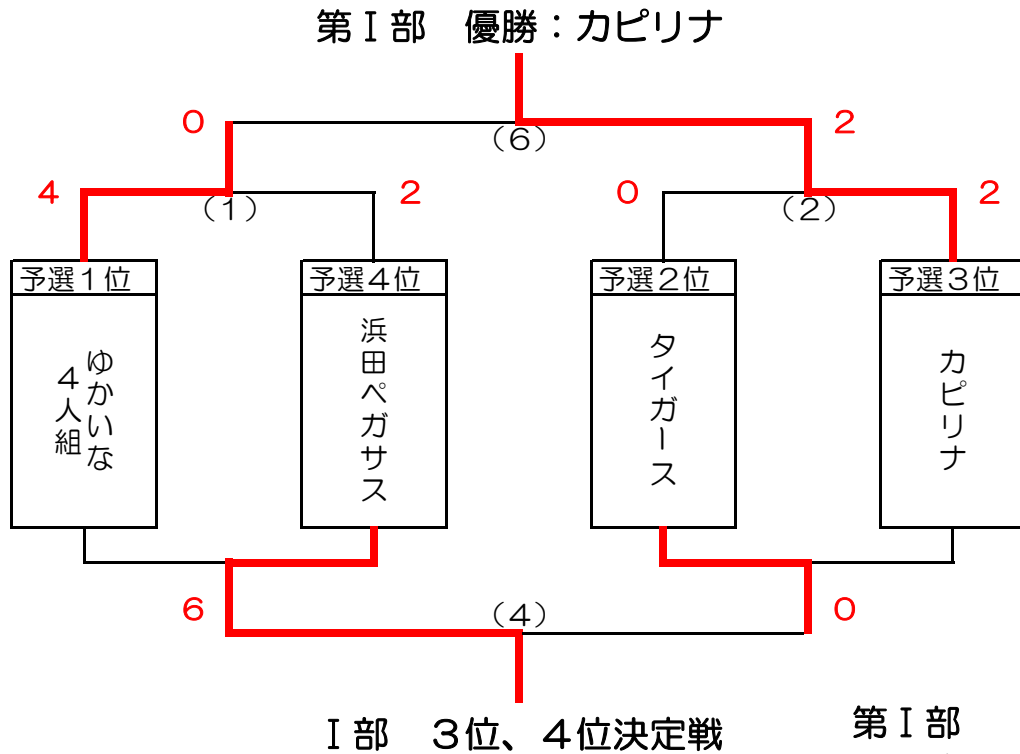 第Ⅰ部　優勝：カピリナ
０
２
（６）
４
２
０
２
（１）
（２）
予選１位
予選４位
予選２位
予選３位
ゆかいな
４人組
浜田ペガサス
タイガース
カピリナ
６
（４）
０
Ⅰ部　３位、４位決定戦
第Ⅰ部